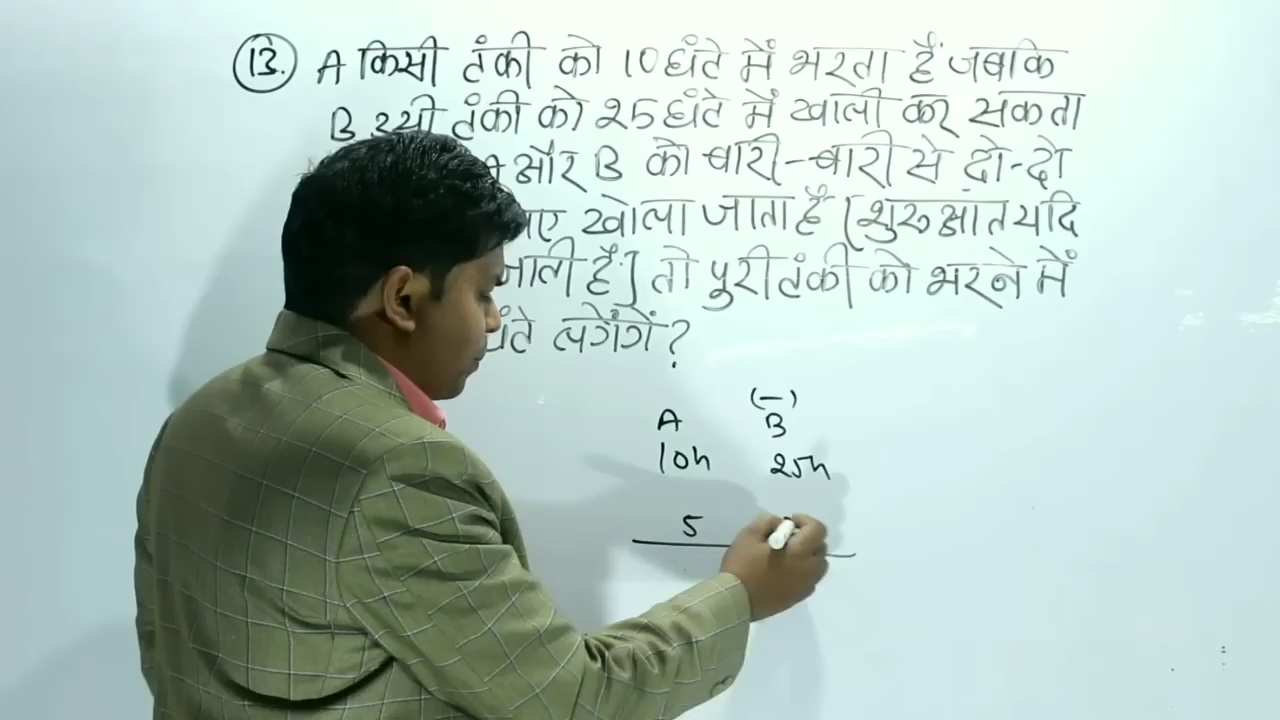 13. A किसी टंकी को 10 घंटे में भरता है जबकि
B उसी टंकी को 25 घंटे में खाली कर सकता
A और B को बारी-बारी से दो-दो
खोला जाता है [शुरुआत यदि
जाती है] तो पुरी टंकी को भरने में
घंटे लगेंगें ?
(-)
A B
10h 25h
5